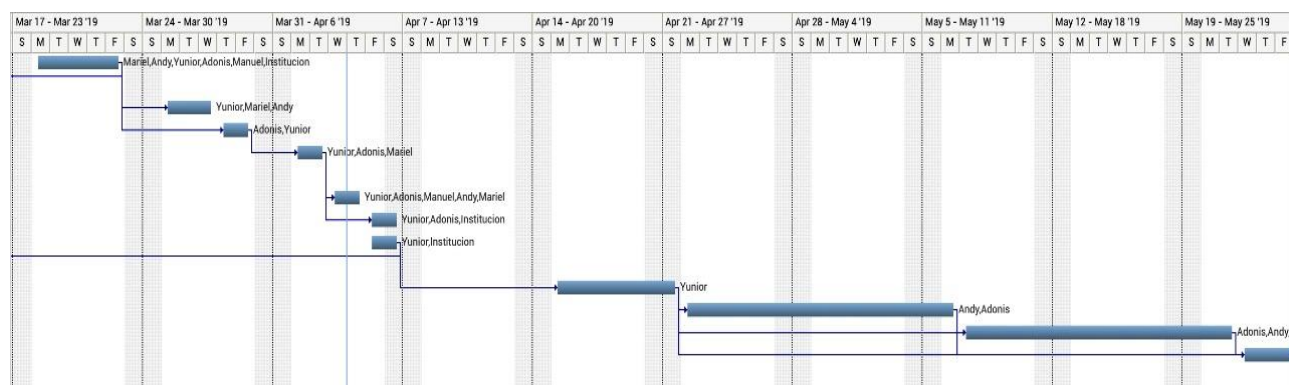 Mar 17 - Mar 23 '19 Mar 24 - Mar 30 '19 Mar 31 - Apr 6 '19 Apr 7 - Apr 13 '19 Apr 14 - Apr 20 '19 Apr 21 - Apr 27 '19 Apr 28 - May 4 '19 May 5 - May 11 '19 May 12 - May 18 '19 May 19 - May 25 '19
S M T W T F S S M T W T F S S M T W T F S S M T W T F S S M T W T F S S M T W T F S S M T W T F S S M T W T F S S M T W T F S S M T W T F
Mariel,Andy,Yunior,Adonis,Manuel,Institucion
Yunior,Mariel,Andy
Adonis,Yunior
Yunior,Adonis,Mariel
Yunior,Adonis,Manuel,Andy,Mariel
Yunior,Adonis,Institucion
Yunior,Institucion
Yunior
Andy,Adonis
Adonis,Andy,